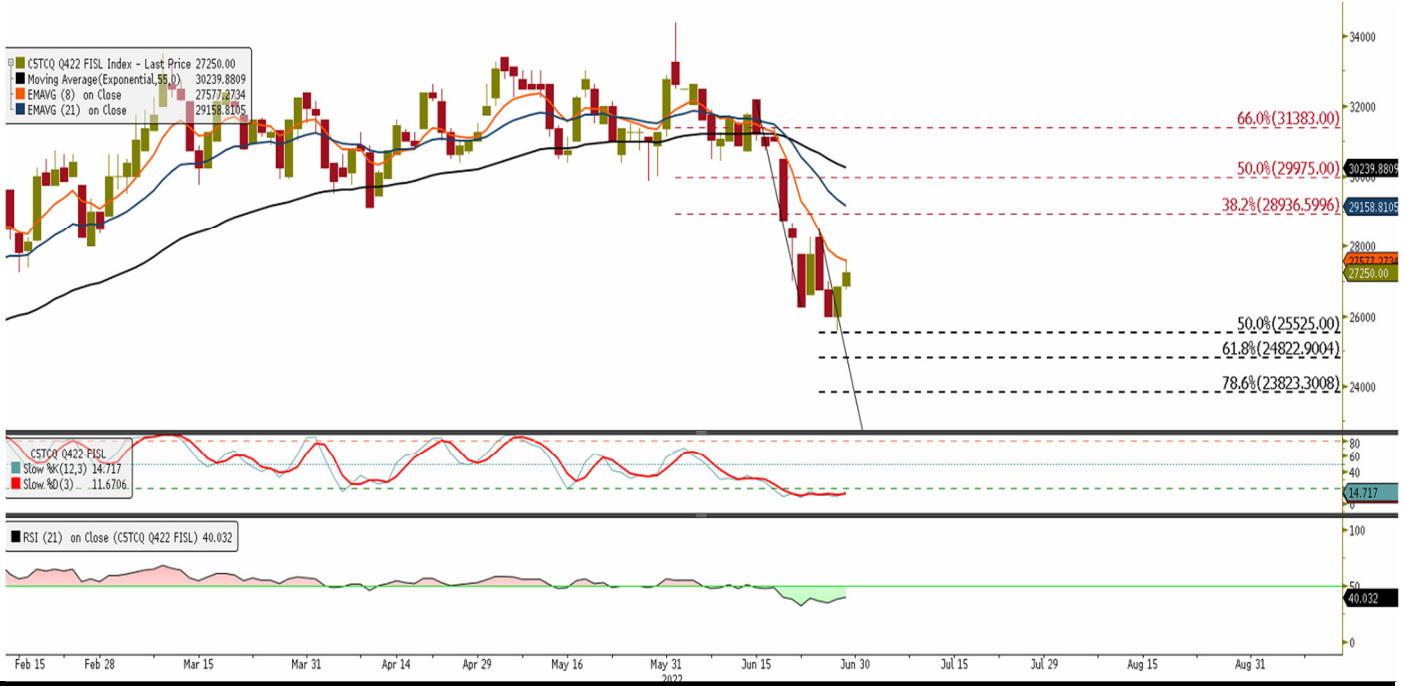 C5TCQ Q422 FISL Index - Last Price 27250.00
Moving Average(Exponential,55,0) 30239.8809
EMAVG (8) on Close 27577.2734
EMAVG (21) on Close 29158.8105
34000
32000
66.0%(31383.00)
50.0%(29975.00)
30239.8809
30000
38.2%(28936.5996)
29158.8105
28000
27577.2734
27250.00
26000
50.0%(25525.00)
61.8%(24822.9004)
78.6%(23823.3008)
24000
C5TCQ Q422 FISL
Slow %K(12,3) 14.717
Slow %D(3) 11.6706
80
60
40
14.717
0
RSI (21) on Close (C5TCQ Q422 FISL) 40.032
100
50
40.032
0
Feb 15 Feb 28 Mar 15 Mar 31 Apr 14 Apr 29 May 16 May 31 Jun 15 Jun 30 Jul 15 Jul 29 Aug 15 Aug 31
2022